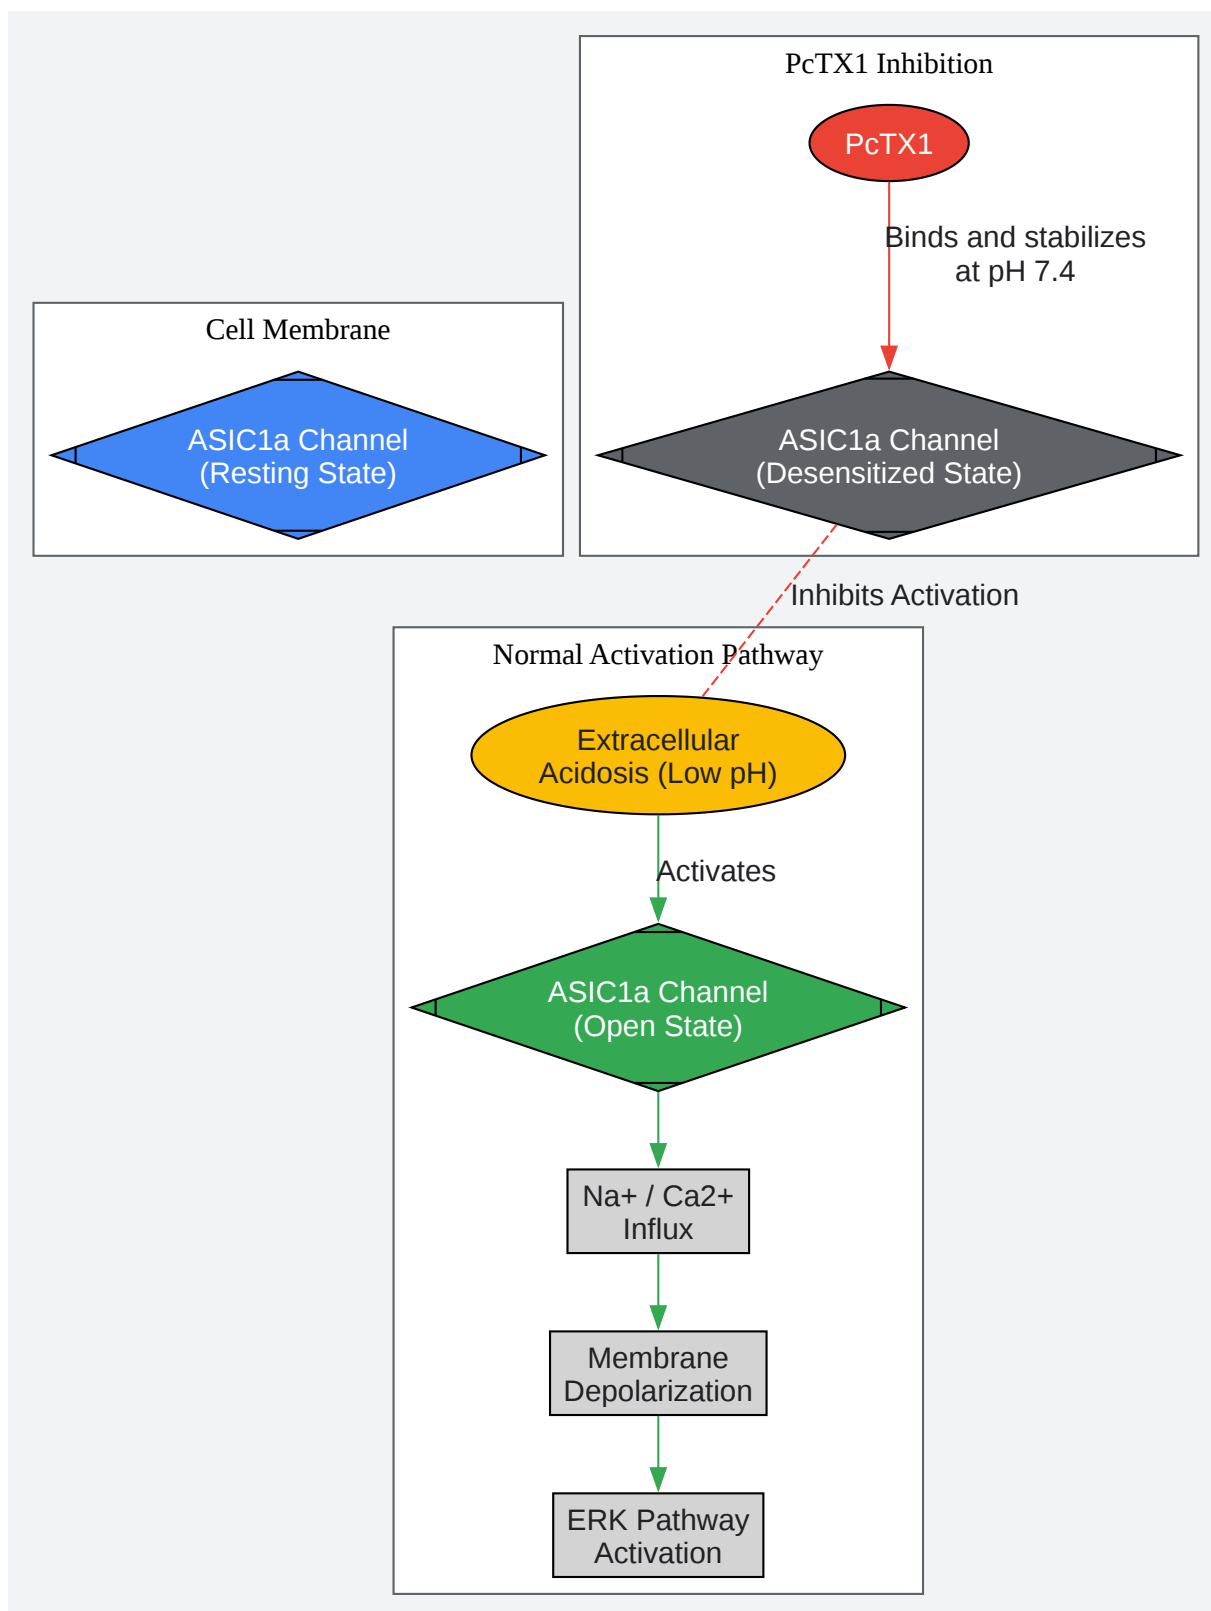 PcTX1 Inhibition
PcTX1
Binds and stabilizes
at pH 7.4
Cell Membrane
ASIC1a Channel
(Resting State)
ASIC1a Channel
(Desensitized State)
Inhibits Activation
Normal Activation Pathway
Extracellular
Acidosis (Low pH)
Activates
ASIC1a Channel
(Open State)
Na+ / Ca2+
Influx
Membrane
Depolarization
ERK Pathway
Activation